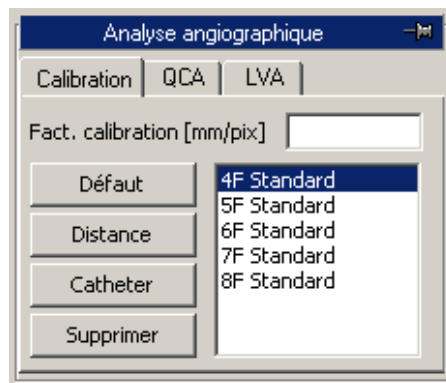 Analyse angiographique
Calibration QCA LVA
Fact. calibration [mm/pix]
Défaut
Distance
Catheter
Supprimer
4F Standard
5F Standard
6F Standard
7F Standard
8F Standard